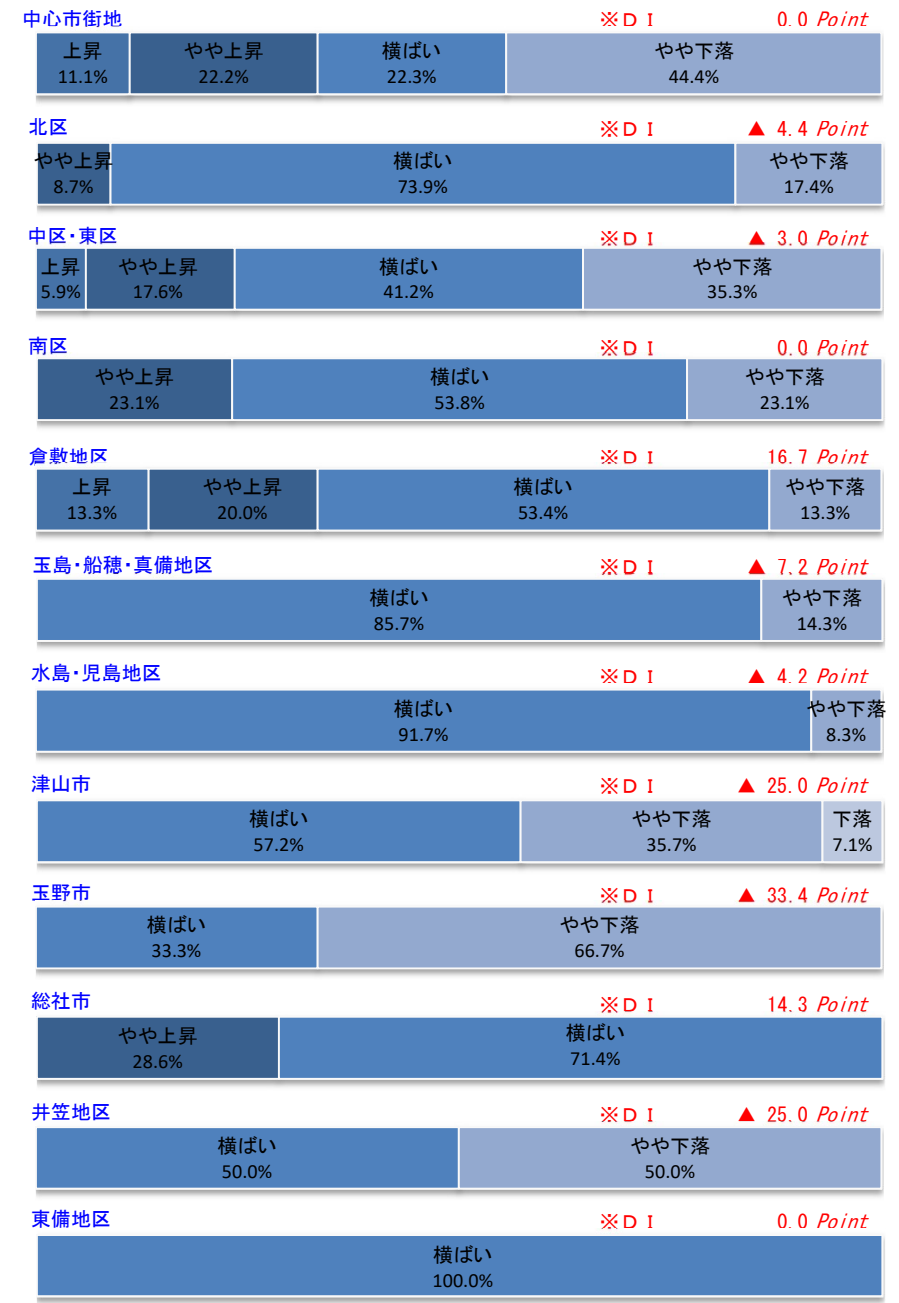 中心市街地 ※DI 0.0 Point
上昇 やや上昇 横ばい やや下落
11.1% 22.2% 22.3% 44.4%
北区 ※DI ▲ 4.4 Point
やや上昇 横ばい やや下落
8.7% 73.9% 17.4%
中区・東区 ※DI ▲ 3.0 Point
上昇 やや上昇 横ばい やや下落
5.9% 17.6% 41.2% 35.3%
南区 ※DI 0.0 Point
やや上昇 横ばい やや下落
23.1% 53.8% 23.1%
倉敷地区 ※DI 16.7 Point
上昇 やや上昇 横ばい やや下落
13.3% 20.0% 53.4% 13.3%
玉島・船穂・真備地区 ※DI ▲ 7.2 Point
横ばい やや下落
85.7% 14.3%
水島・児島地区 ※DI ▲ 4.2 Point
横ばい やや下落
91.7% 8.3%
津山市 ※DI ▲ 25.0 Point
横ばい やや下落 下落
57.2% 35.7% 7.1%
玉野市 ※DI ▲ 33.4 Point
横ばい やや下落
33.3% 66.7%
総社市 ※DI 14.3 Point
やや上昇 横ばい
28.6% 71.4%
井笠地区 ※DI ▲ 25.0 Point
横ばい やや下落
50.0% 50.0%
東備地区 ※DI 0.0 Point
横ばい
100.0%